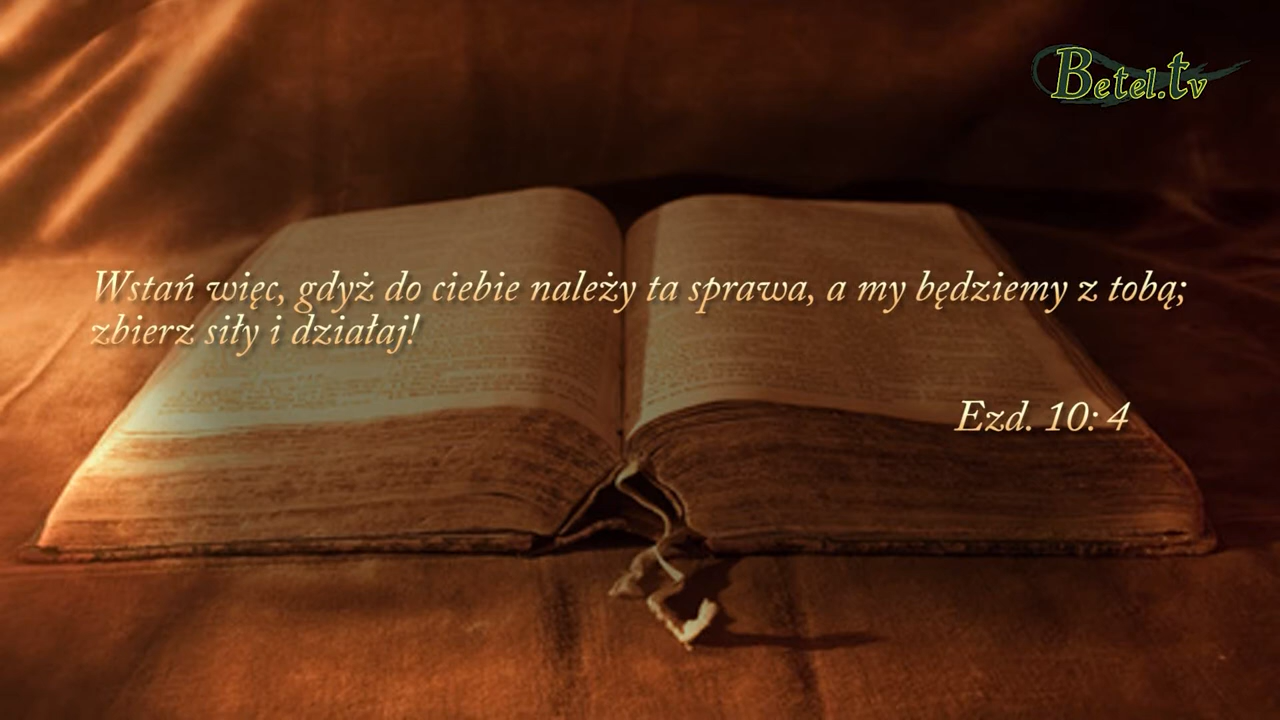 Betel.tv
Wstań więc, gdyż do ciebie należy ta sprawa, a my będziemy z tobą;
zbierz siły i działaj!
Ezd. 10: 4